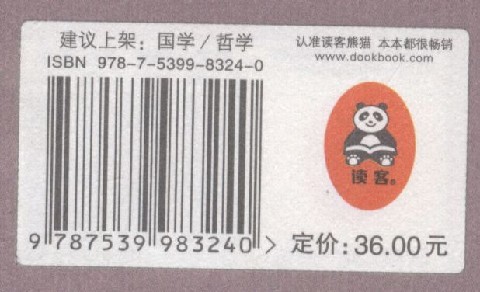 建议上架：国学／哲学
ISBN 978-7-5399-8324-0
认准读客熊猫 本本都很畅销
www.dookbook.com
读客®
9 787539 983240 >
定价：36.00元